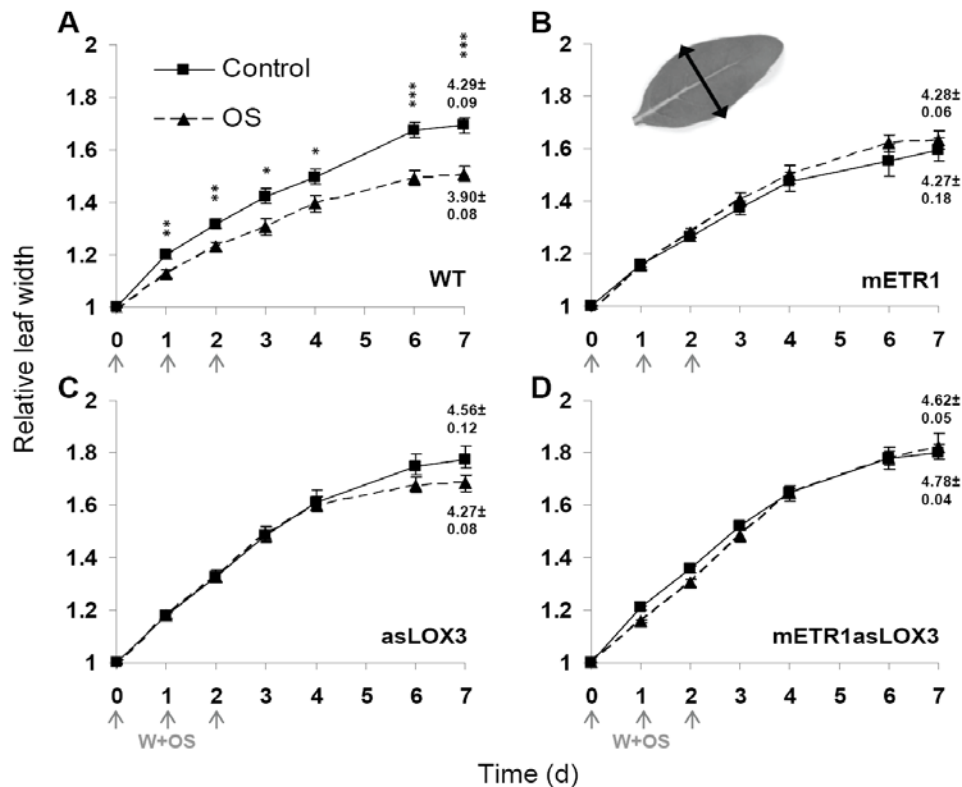 A
2
1.8
1.6
1.4
1.2
1
Control
OS
**
**
*
*
***
***
4.29±
0.09
3.90±
0.08
WT
0 1 2 3 4 5 6 7
B
2
1.8
1.6
1.4
1.2
1
4.28±
0.06
4.27±
0.18
mETR1
0 1 2 3 4 5 6 7
Relative leaf width
C
2
1.8
1.6
1.4
1.2
1
4.56±
0.12
4.27±
0.08
asLOX3
0 1 2 3 4 5 6 7
W+OS
D
2
1.8
1.6
1.4
1.2
1
4.62±
0.05
4.78±
0.04
mETR1asLOX3
0 1 2 3 4 5 6 7
W+OS
Time (d)